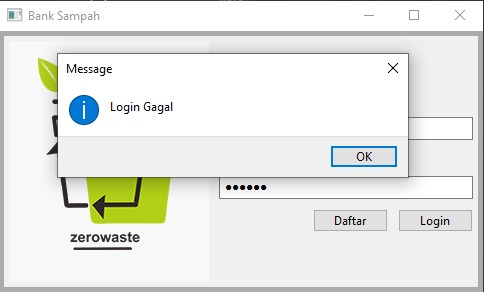 Bank Sampah
Message
Login Gagal
OK
●●●●●●
Daftar
Login
zerowaste